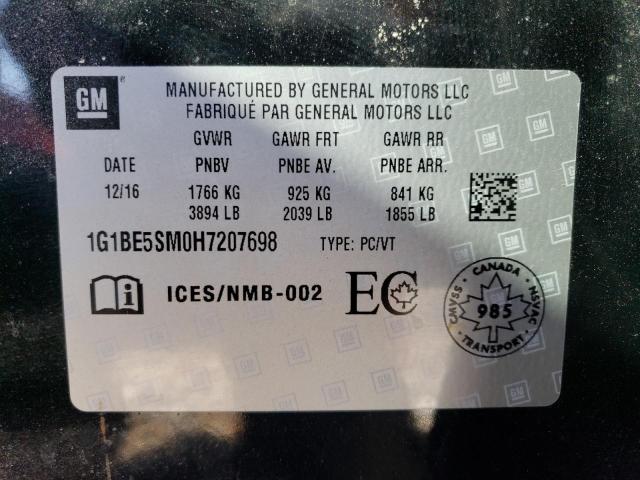 GM
MANUFACTURED BY GENERAL MOTORS LLC
FABRIQUÉ PAR GENERAL MOTORS LLC
GVWR GAWR FRT GAWR RR
DATE PNBV PNBE AV. PNBE ARR.
12/16 1766 KG 925 KG 841 KG
3894 LB 2039 LB 1855 LB
1G1BE5SM0H7207698 TYPE: PC/VT
ICES/NMB-002 EC
CANADA
CMVSS NSVAC
985
TRANSPORT